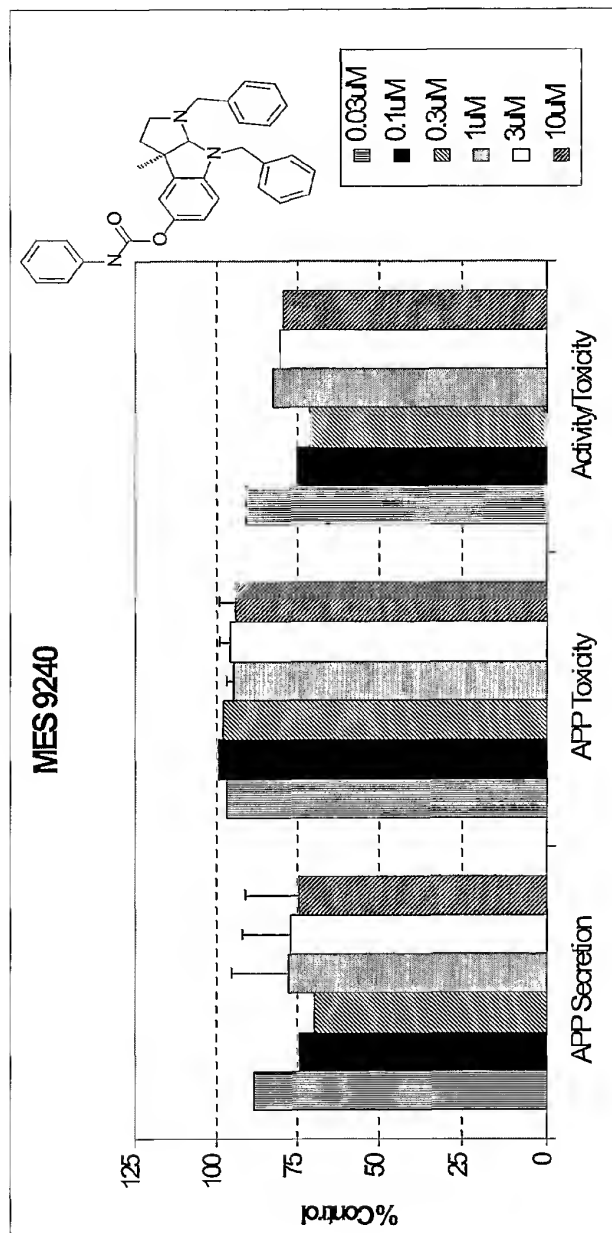 MES 9240
N
O
O
N
N
125
100
75
50
25
0
% Control
APP Secretion
APP Toxicity
Activity/Toxicity
0.03uM
0.1uM
0.3uM
1uM
3uM
10uM